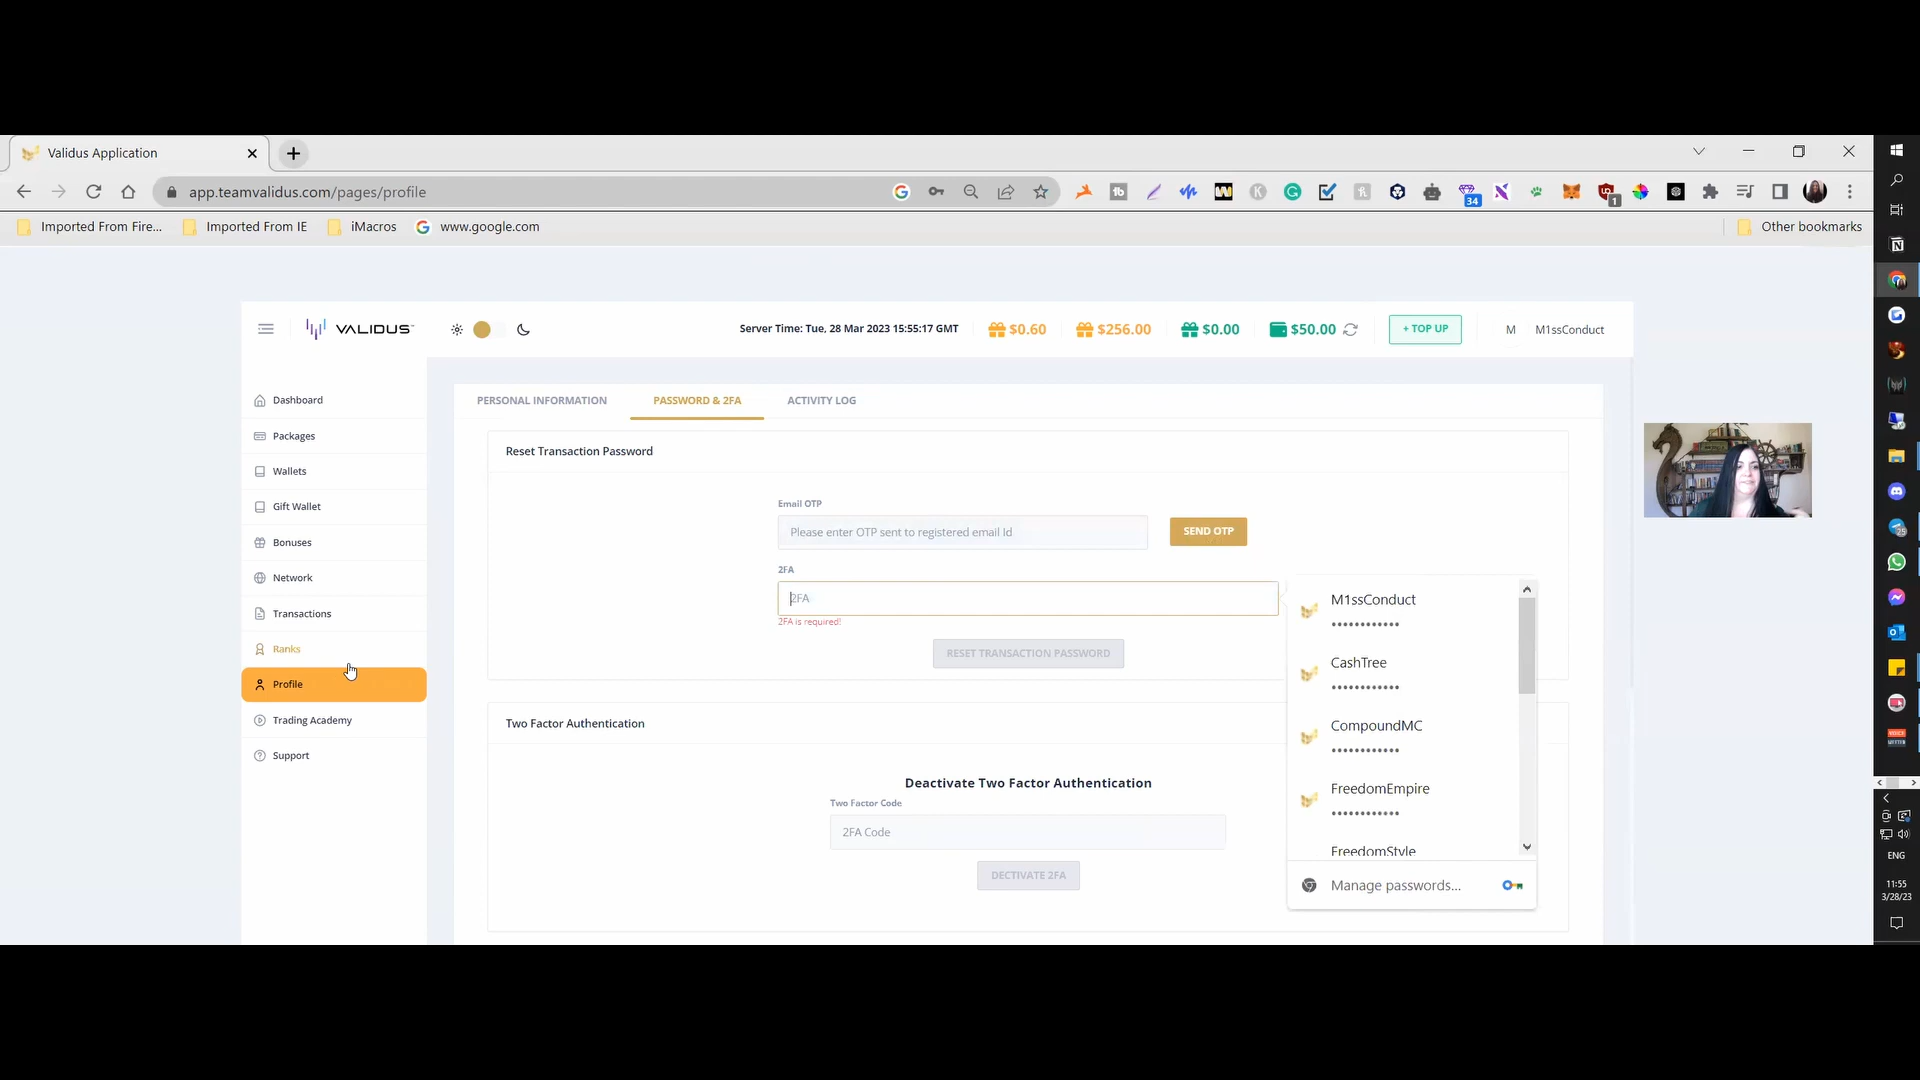 Validus Application
app.teamvalidus.com/pages/profile
34
1
Imported From Fire...
Imported From IE
iMacros
www.google.com
Other bookmarks
VALIDUS
Server Time: Tue, 28 Mar 2023 15:55:17 GMT
$0.60
$256.00
$0.00
$50.00
+ TOP UP
M
M1ssConduct
Dashboard
Packages
Wallets
Gift Wallet
Bonuses
Network
Transactions
Ranks
Profile
Trading Academy
Support
PERSONAL INFORMATION
PASSWORD & 2FA
ACTIVITY LOG
Reset Transaction Password
Email OTP
Please enter OTP sent to registered email Id
SEND OTP
2FA
2FA
2FA is required!
RESET TRANSACTION PASSWORD
Two Factor Authentication
Deactivate Two Factor Authentication
Two Factor Code
2FA Code
DECTIVATE 2FA
M1ssConduct
••••••••••••
CashTree
••••••••••••
CompoundMC
••••••••••••
FreedomEmpire
••••••••••••
FreedomStyle
Manage passwords...
25
ENG
11:55
3/28/23